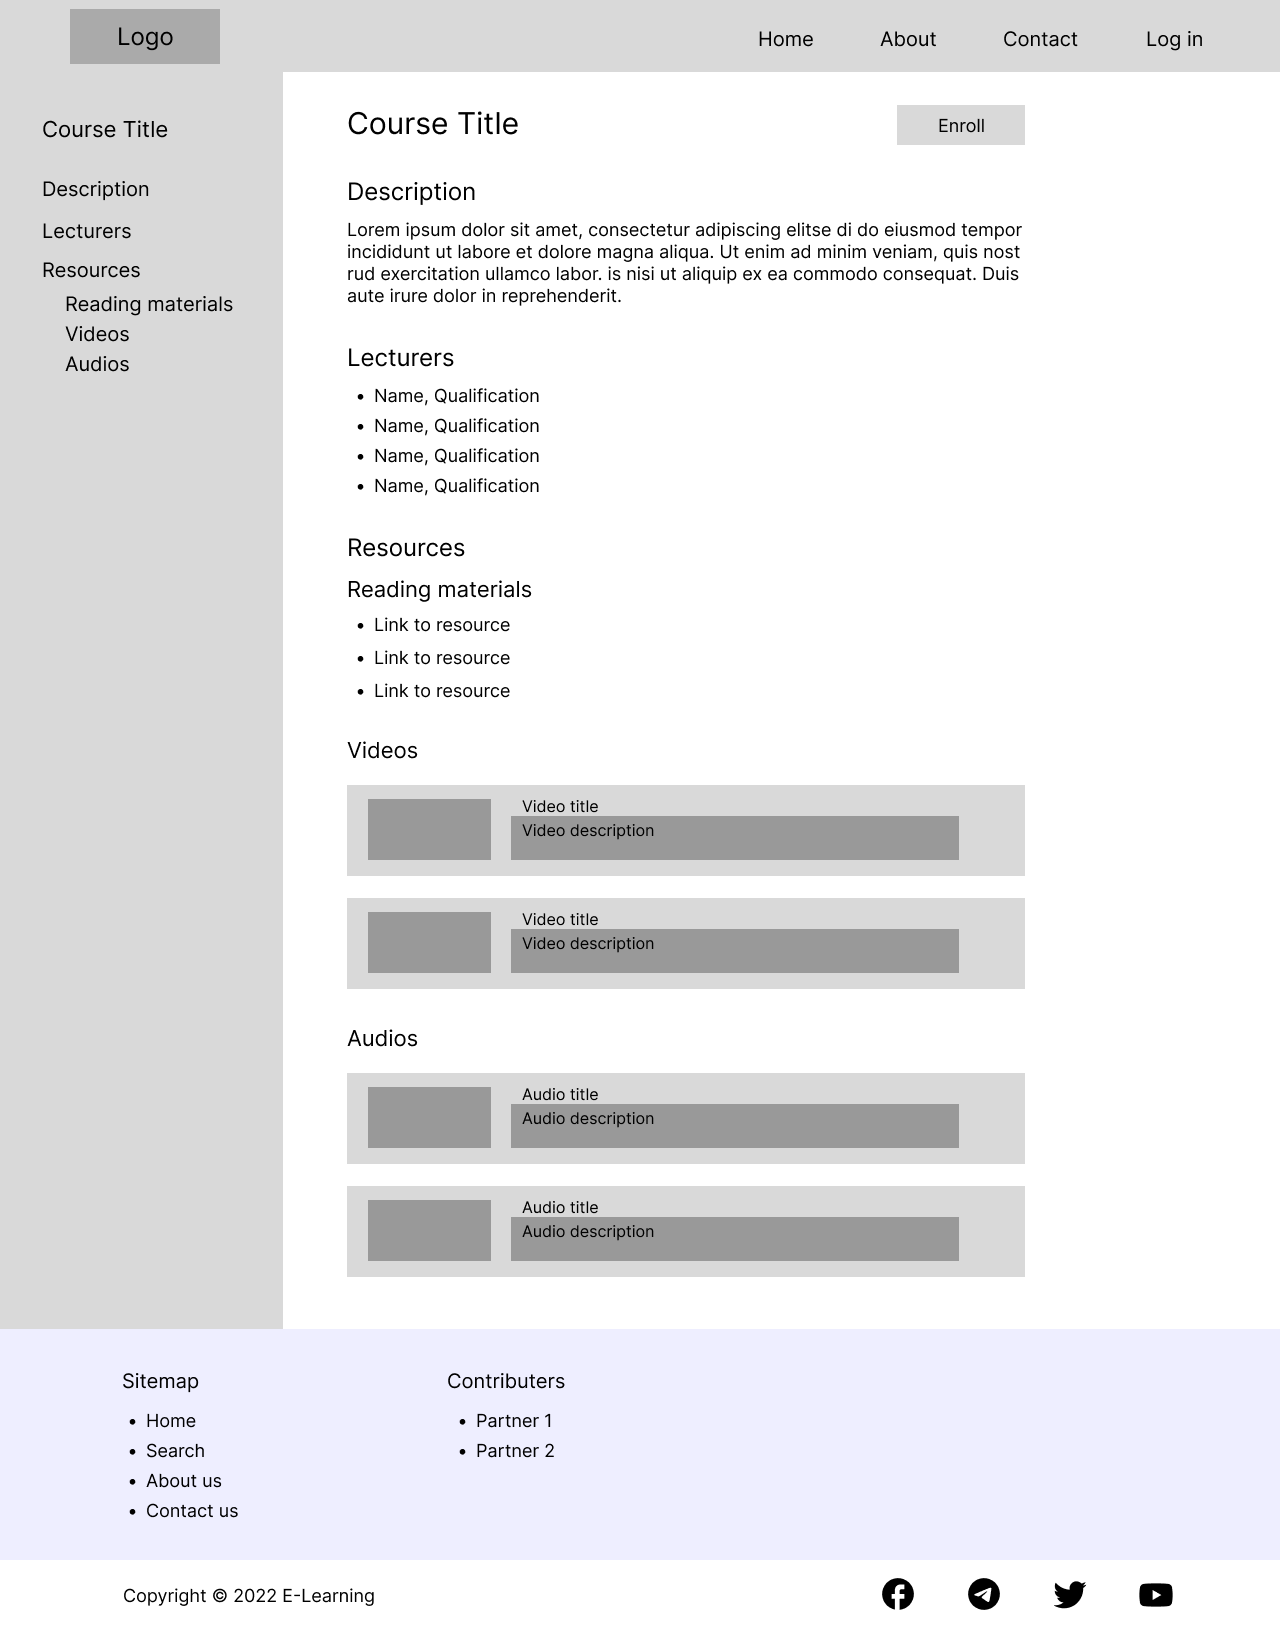 Logo
Home
About
Contact
Log in
Course Title
Description
Lecturers
Resources
Reading materials
Videos
Audios
Course Title
Enroll
Description
Lorem ipsum dolor sit amet, consectetur adipiscing elitse di do eiusmod tempor
incididunt ut labore et dolore magna aliqua. Ut enim ad minim veniam, quis nost
rud exercitation ullamco labor. is nisi ut aliquip ex ea commodo consequat. Duis
aute irure dolor in reprehenderit.
Lecturers
• Name, Qualification
• Name, Qualification
• Name, Qualification
• Name, Qualification
Resources
Reading materials
• Link to resource
• Link to resource
• Link to resource
Videos
Video title
Video description
Video title
Video description
Audios
Audio title
Audio description
Audio title
Audio description
Sitemap
• Home
• Search
• About us
• Contact us
Contributers
• Partner 1
• Partner 2
Copyright © 2022 E-Learning